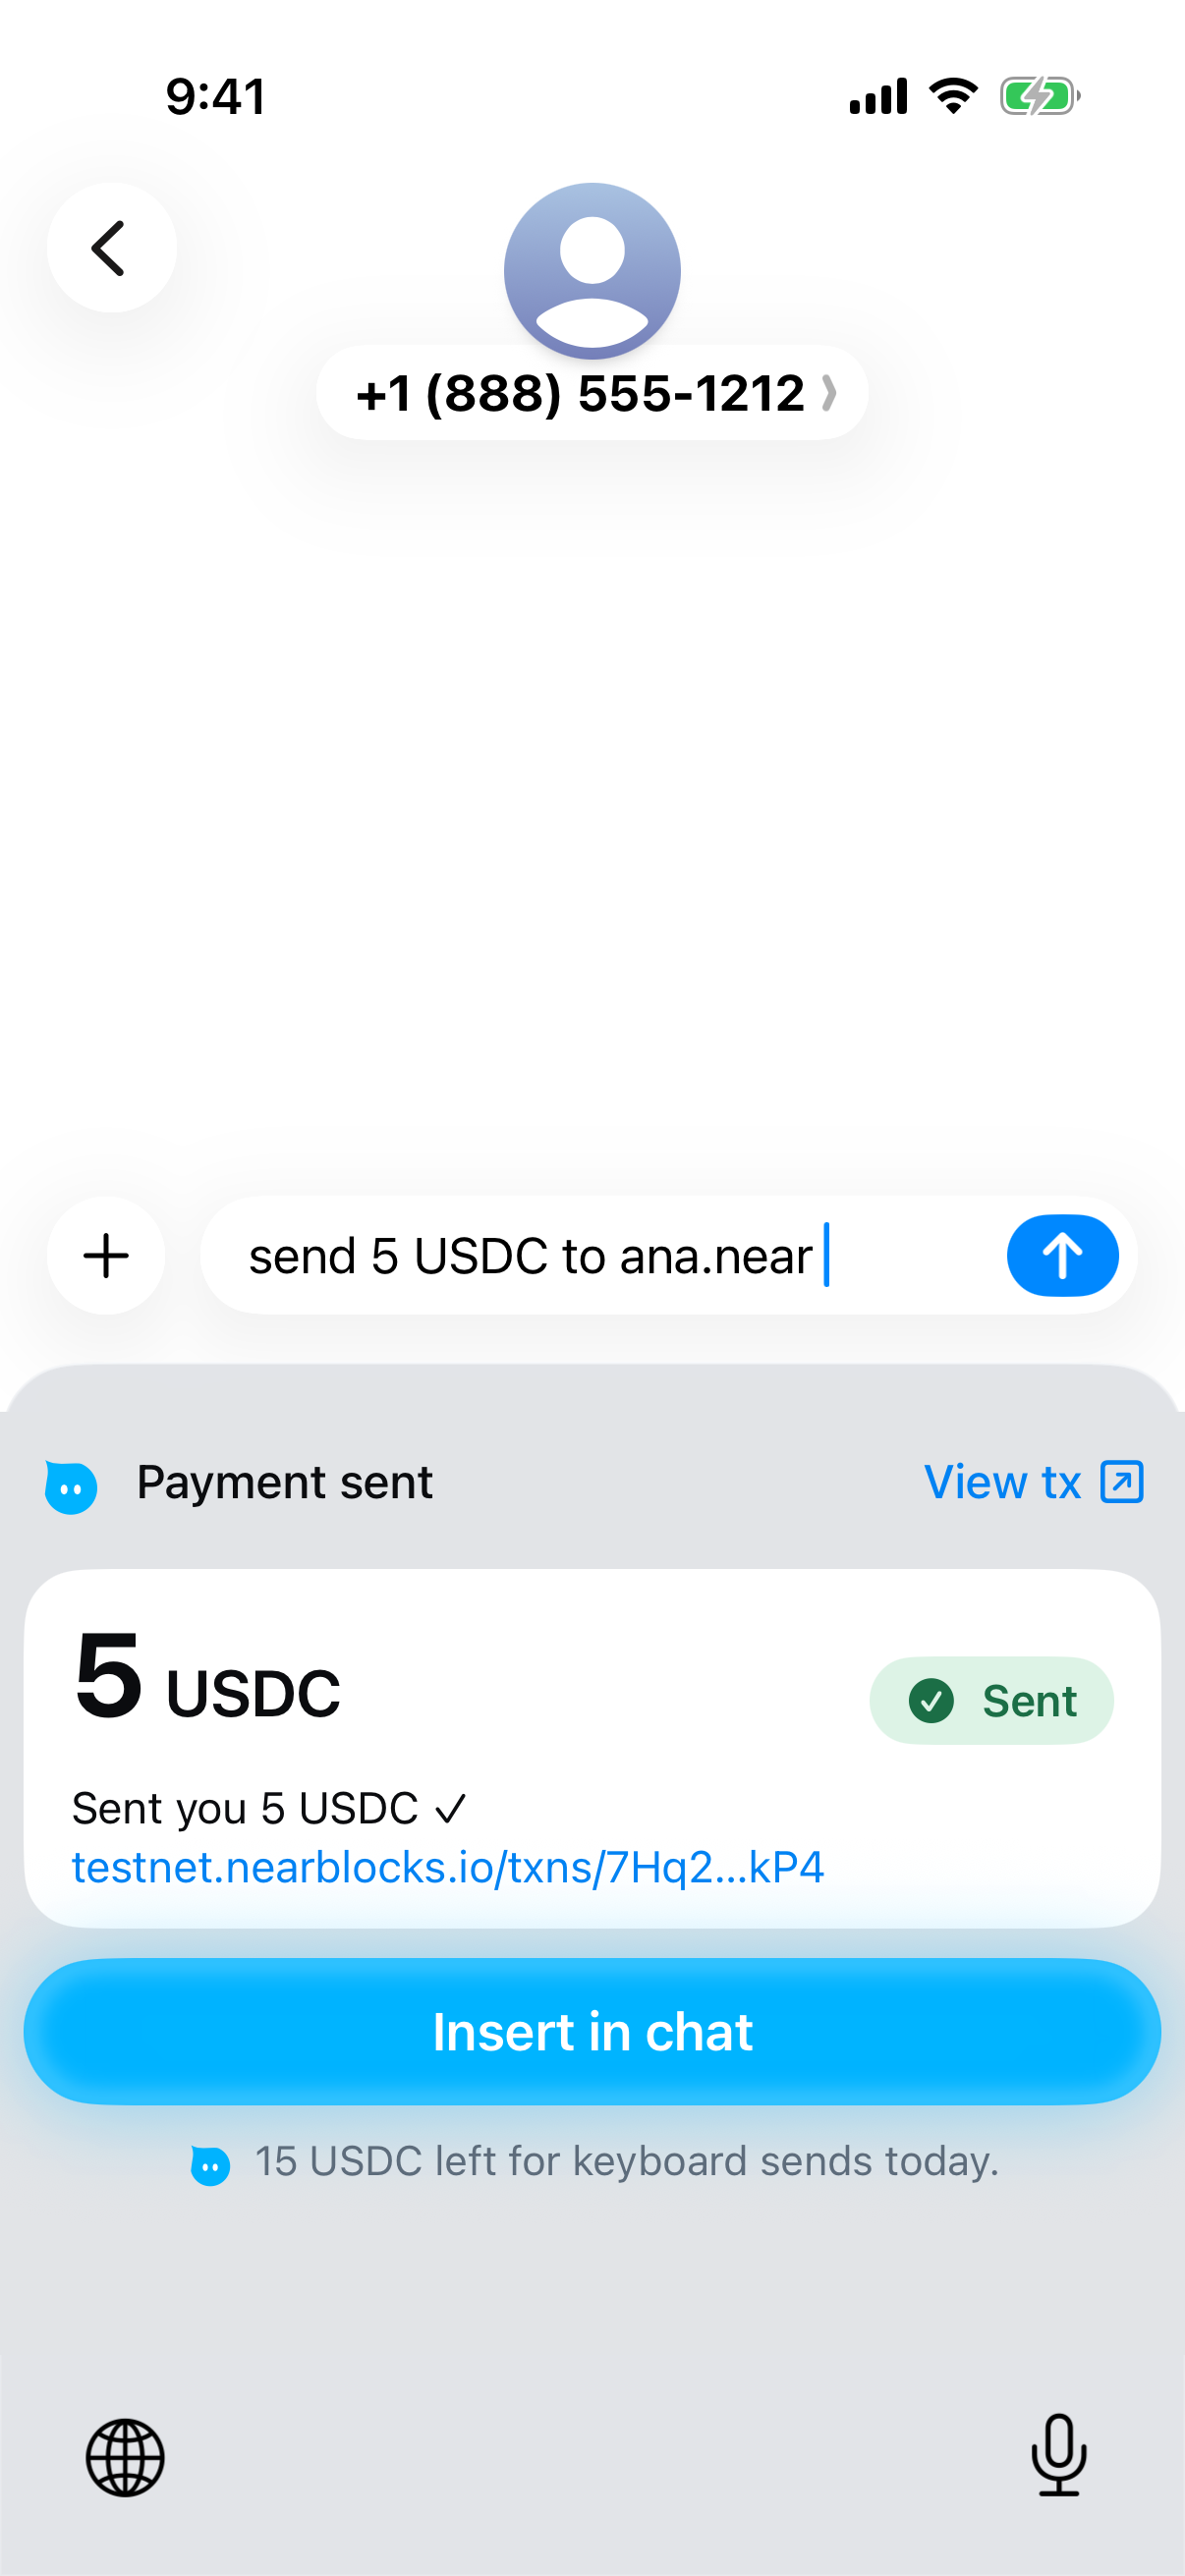 9:41
+1 (888) 555-1212
send 5 USDC to ana.near
Payment sent
View tx
5 USDC
Sent
Sent you 5 USDC ✓
testnet.nearblocks.io/txns/7Hq2...kP4
Insert in chat
15 USDC left for keyboard sends today.